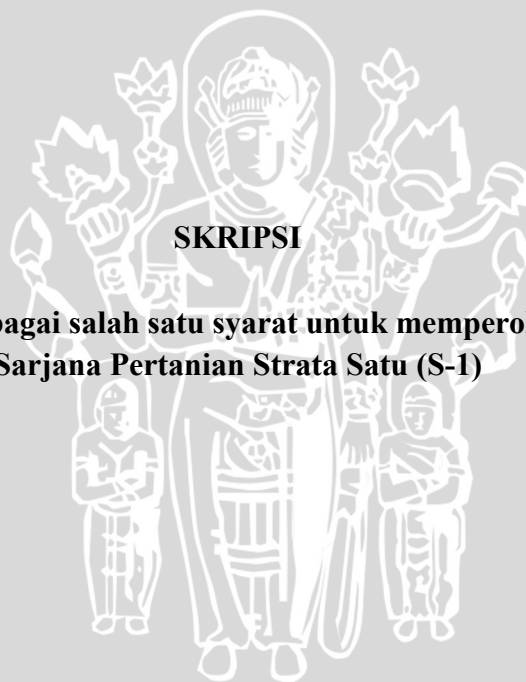 SKRIPSI
bagai salah satu syarat untuk memperol
Sarjana Pertanian Strata Satu (S-1)